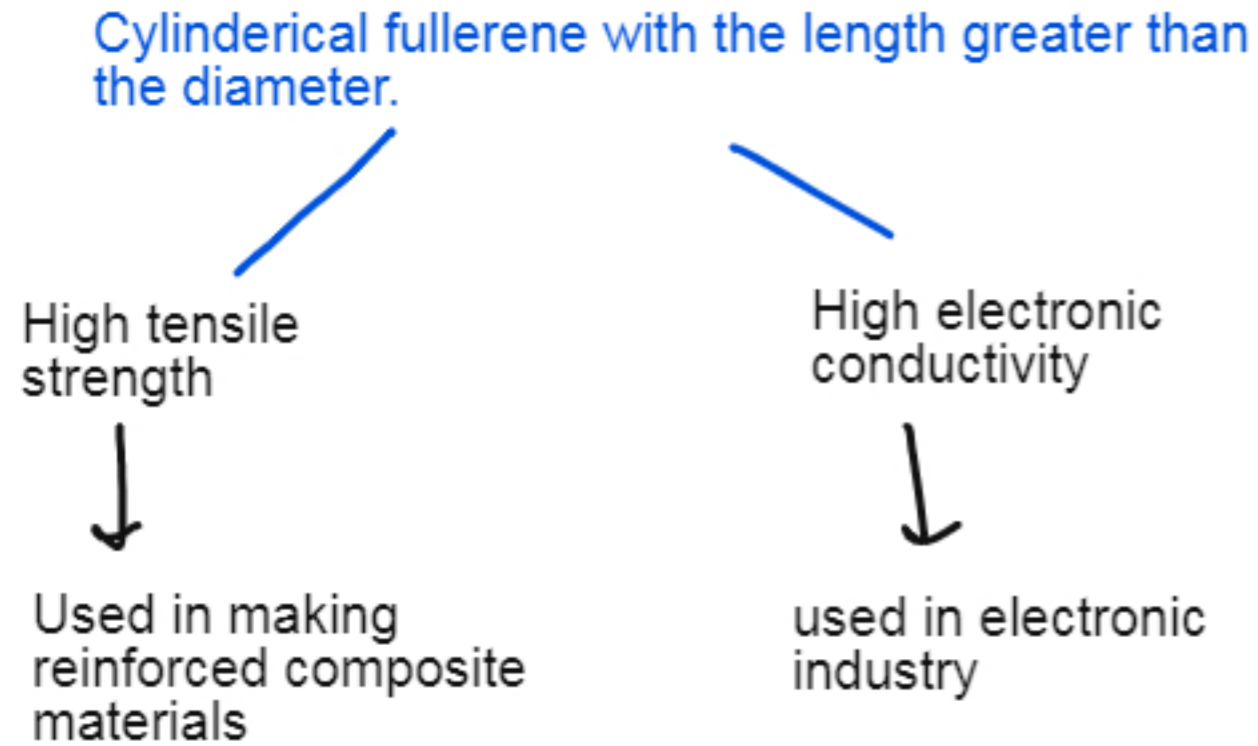 Cylinderical fullerene with the length greater than
the diameter.
High tensile
strength
High electronic
conductivity
Used in making
reinforced composite
materials
used in electronic
industry